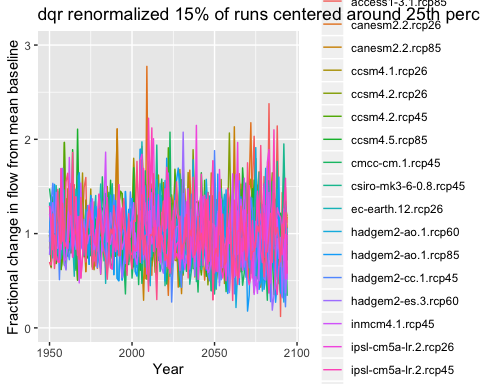 dqr renormalized 15% of runs centered around 25th perc
access1-3.1.rcp85
canesm2.2.rcp26
canesm2.2.rcp85
ccsm4.1.rcp26
ccsm4.2.rcp26
ccsm4.2.rcp45
ccsm4.5.rcp85
cmcc-cm.1.rcp45
csiro-mk3-6-0.8.rcp45
ec-earth.12.rcp26
hadgem2-ao.1.rcp60
hadgem2-ao.1.rcp85
hadgem2-cc.1.rcp45
hadgem2-es.3.rcp60
inmcm4.1.rcp45
ipsl-cm5a-lr.2.rcp26
ipsl-cm5a-lr.2.rcp45
Fractional change in flow from mean baseline
3
2
1
0
1950 2000 2050 2100
Year